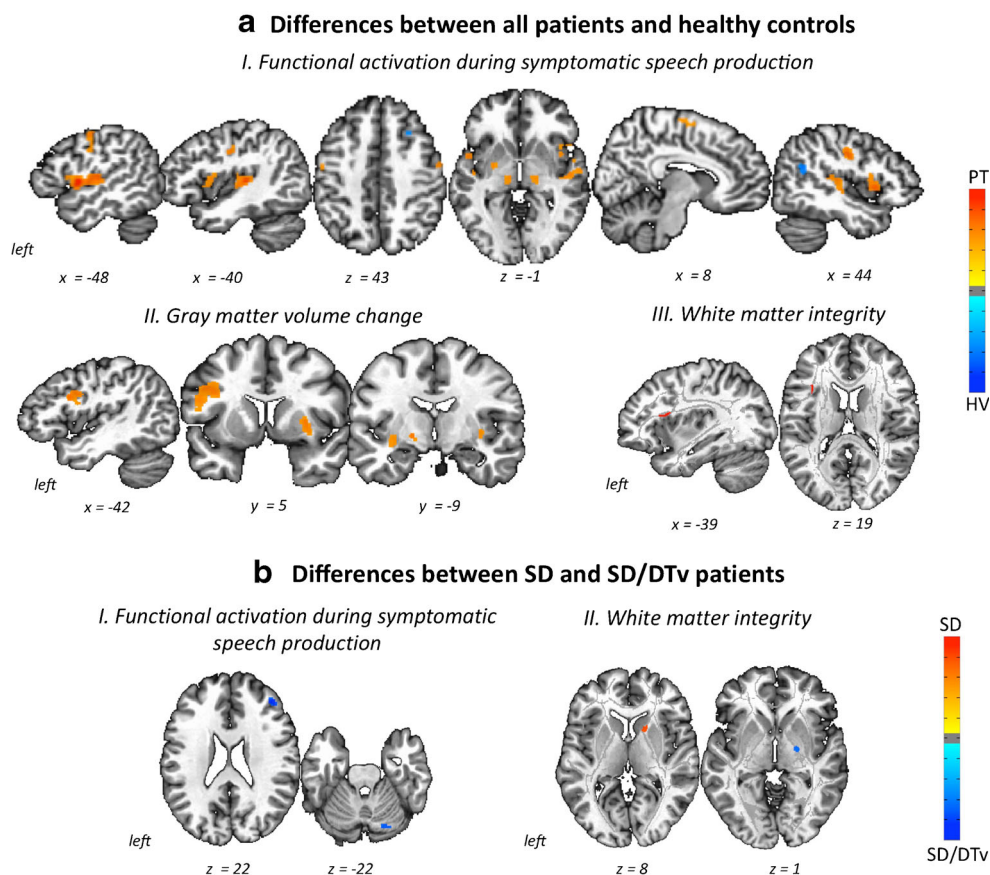 a Differences between all patients and healthy controls
I. Functional activation during symptomatic speech production
left
x = -48
x = -40
z = 43
z = -1
x = 8
x = 44
PT
HV
II. Gray matter volume change
left
x = -42
y = 5
y = -9
III. White matter integrity
left
x = -39
z = 19
b Differences between SD and SD/DTv patients
I. Functional activation during symptomatic
speech production
left
z = 22
z = -22
II. White matter integrity
left
z = 8
z = 1
SD
SD/DTv